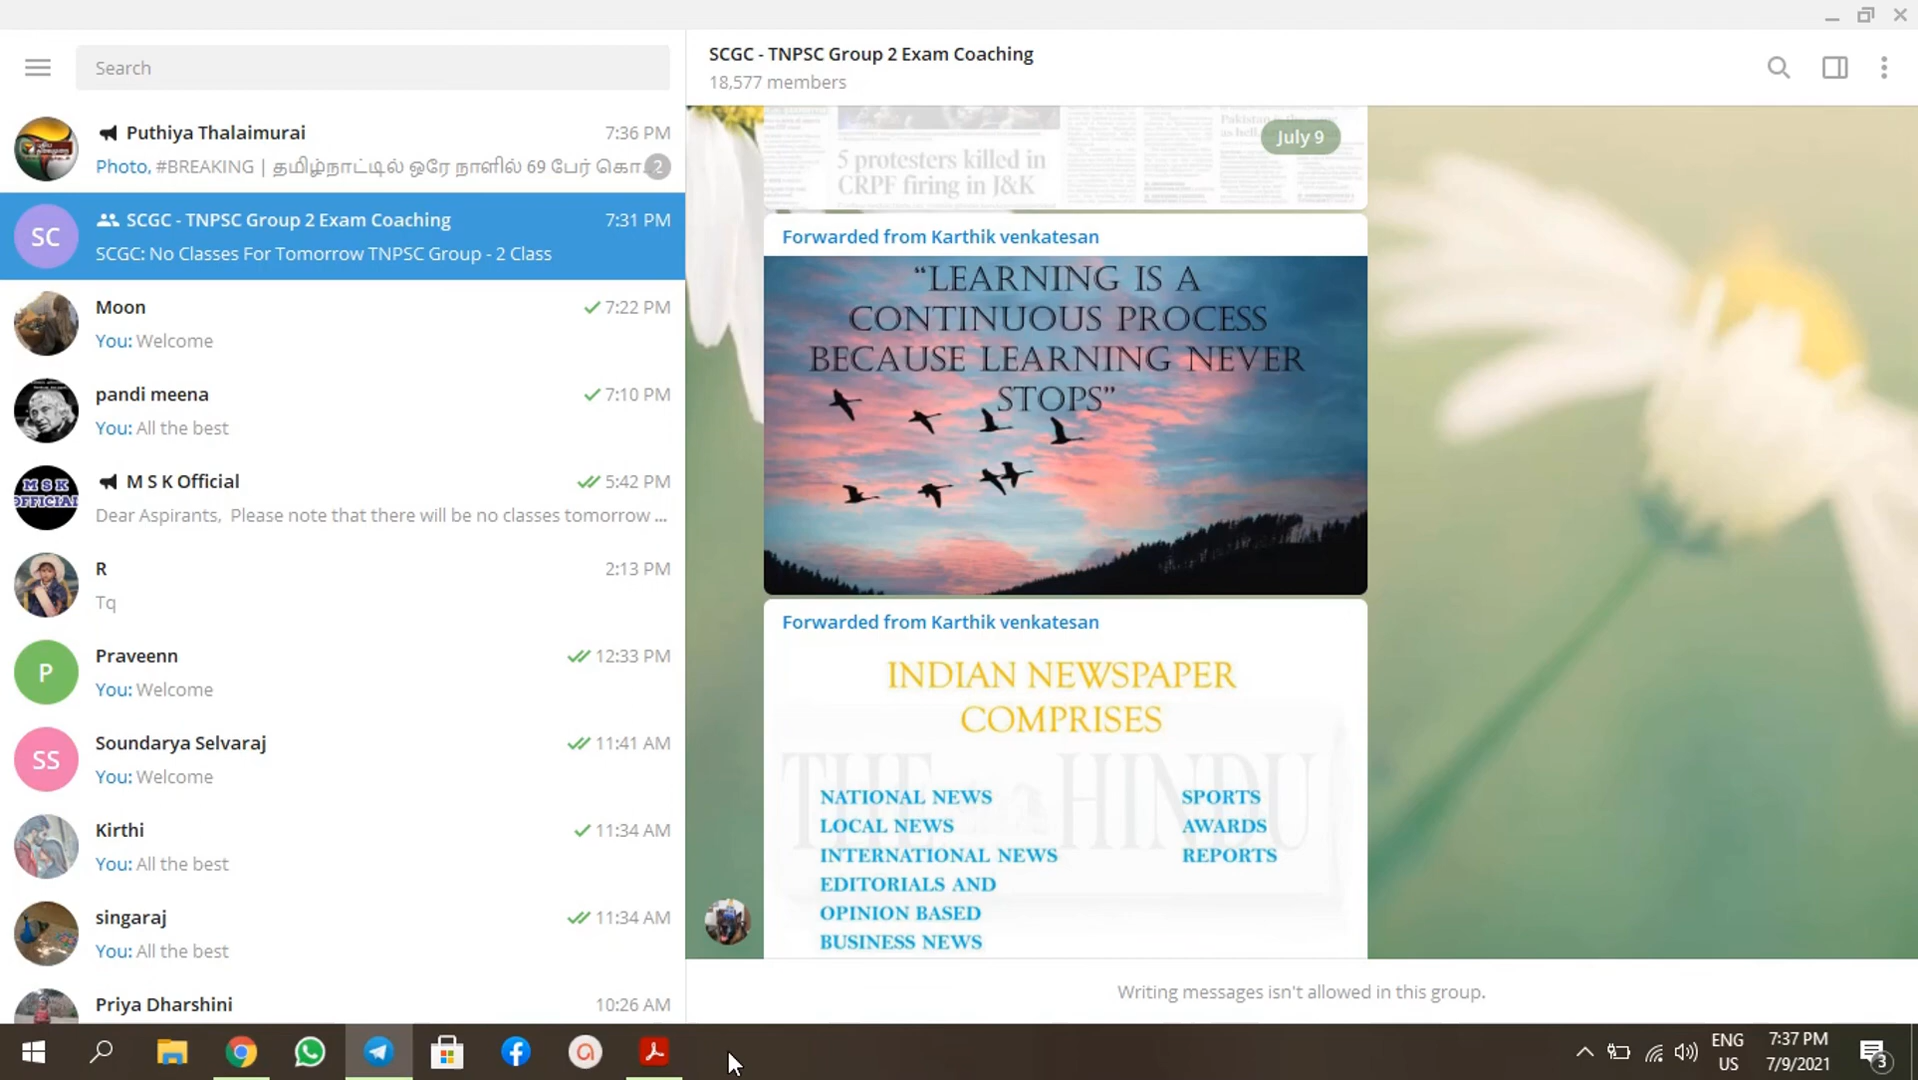 Search
Puthiya Thalaimurai
7:36 PM
Photo, #BREAKING | தமிழ்நாட்டில் ஒரே நாளில் 69 பேர் கொ...
2
SC
SCGC - TNPSC Group 2 Exam Coaching
7:31 PM
SCGC: No Classes For Tomorrow TNPSC Group - 2 Class
Moon
7:22 PM
You: Welcome
pandi meena
7:10 PM
You: All the best
M S K
OFFICIAL
M S K Official
5:42 PM
Dear Aspirants, Please note that there will be no classes tomorrow ...
R
2:13 PM
Tq
P
Praveenn
12:33 PM
You: Welcome
SS
Soundarya Selvaraj
11:41 AM
You: Welcome
Kirthi
11:34 AM
You: All the best
singaraj
11:34 AM
You: All the best
Priya Dharshini
10:26 AM
SCGC - TNPSC Group 2 Exam Coaching
18,577 members
July 9
5 protesters killed in
CRPF firing in J&K
Forwarded from Karthik venkatesan
“LEARNING IS A
CONTINUOUS PROCESS
BECAUSE LEARNING NEVER
STOPS”
Forwarded from Karthik venkatesan
INDIAN NEWSPAPER
COMPRISES
THE HINDU
NATIONAL NEWS
LOCAL NEWS
INTERNATIONAL NEWS
EDITORIALS AND
OPINION BASED
BUSINESS NEWS
SPORTS
AWARDS
REPORTS
Writing messages isn't allowed in this group.
ENG
US
7:37 PM
7/9/2021
3